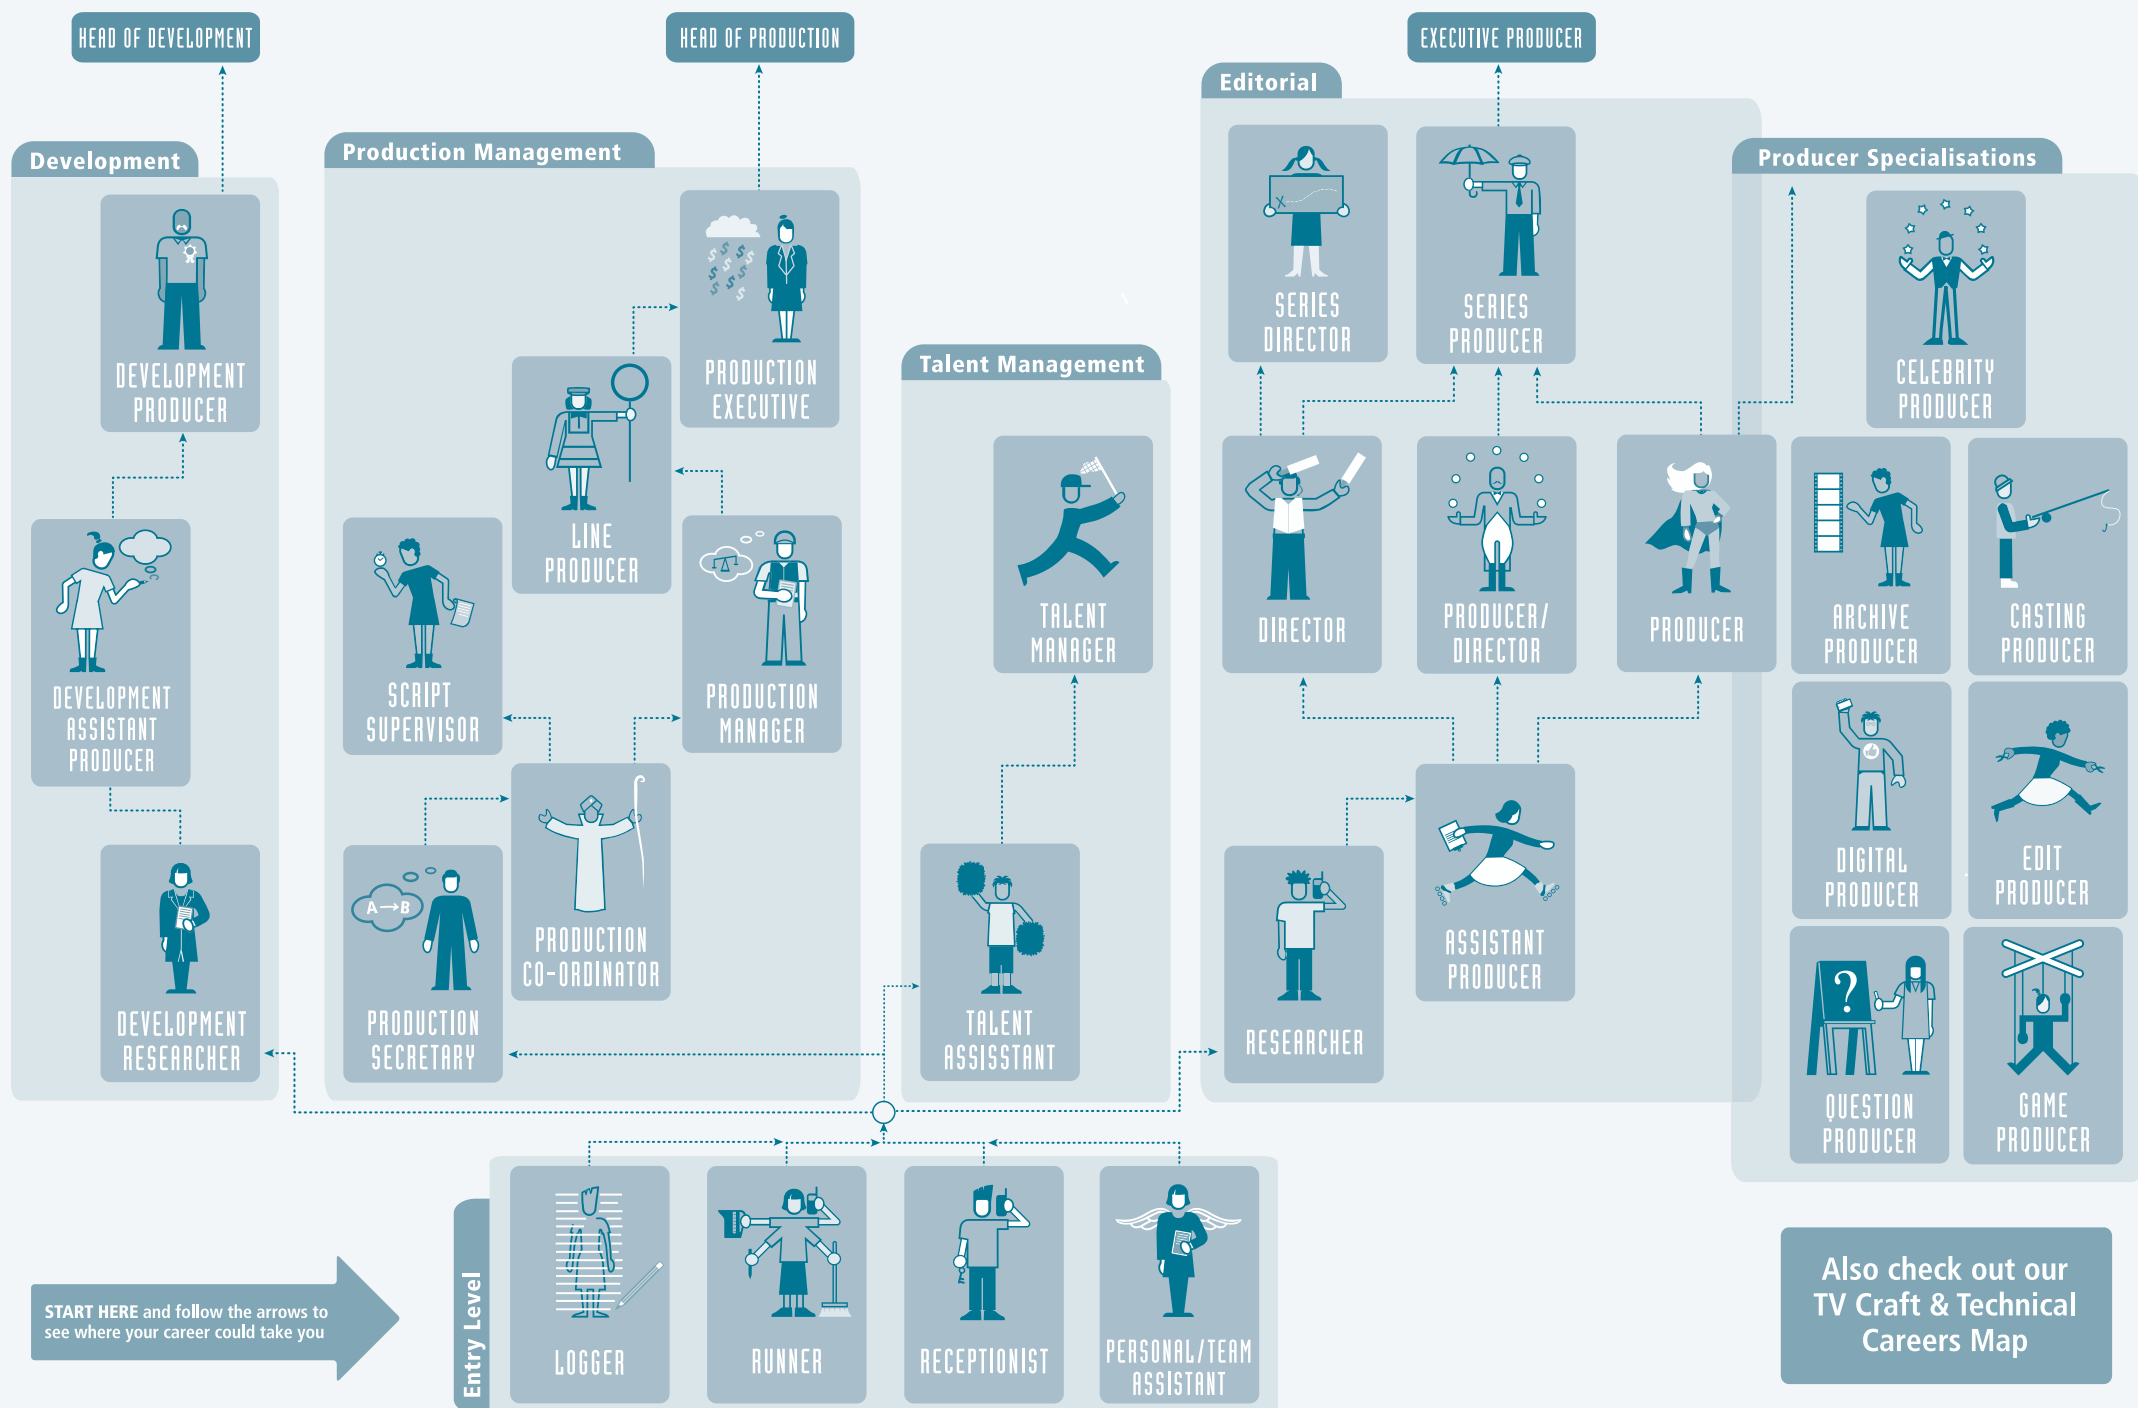 HEAD OF DEVELOPMENT
HEAD OF PRODUCTION
EXECUTIVE PRODUCER
Development
DEVELOPMENT
PRODUCER
DEVELOPMENT
ASSISTANT
PRODUCER
DEVELOPMENT
RESEARCHER
Production Management
$ $ $ $ $ $ $ $ $ $ $
PRODUCTION
EXECUTIVE
LINE
PRODUCER
SCRIPT
SUPERVISOR
PRODUCTION
MANAGER
A→B
PRODUCTION
SECRETARY
PRODUCTION
CO-ORDINATOR
Talent Management
TALENT
MANAGER
TALENT
ASSISSTANT
Editorial
X
SERIES
DIRECTOR
SERIES
PRODUCER
DIRECTOR
PRODUCER/
DIRECTOR
PRODUCER
RESEARCHER
ASSISTANT
PRODUCER
Producer Specialisations
CELEBRITY
PRODUCER
ARCHIVE
PRODUCER
CASTING
PRODUCER
DIGITAL
PRODUCER
EDIT
PRODUCER
?
QUESTION
PRODUCER
GAME
PRODUCER
START HERE and follow the arrows to
see where your career could take you
Entry Level
LOGGER
RUNNER
RECEPTIONIST
PERSONAL/TEAM
ASSISTANT
Also check out our
TV Craft & Technical
Careers Map